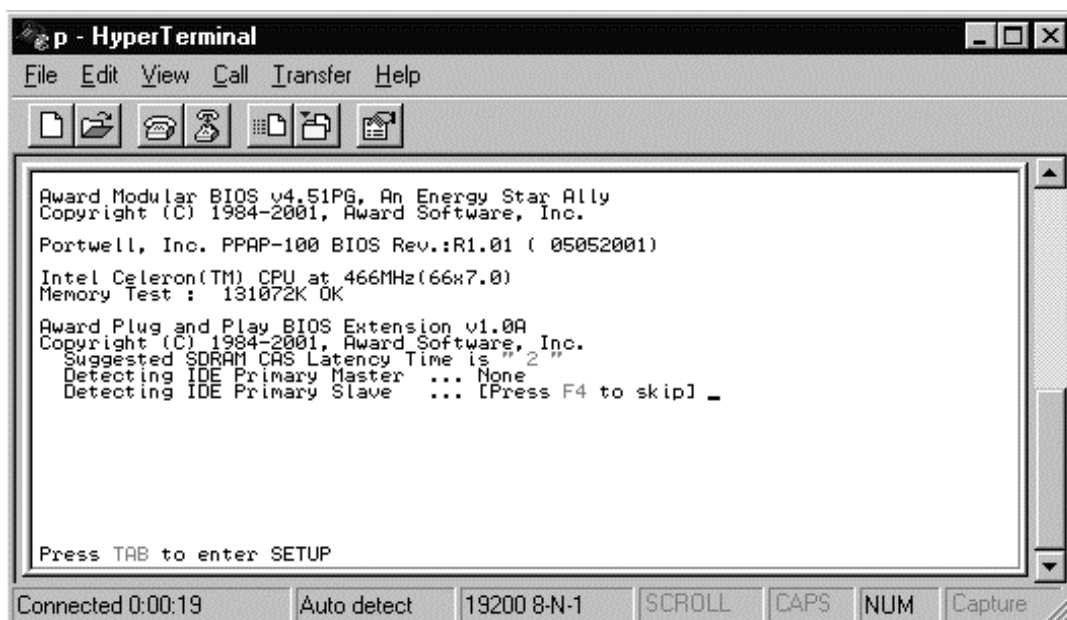 p - HyperTerminal
File Edit View Call Transfer Help
Award Modular BIOS v4.51PG, An Energy Star Ally
Copyright (C) 1984-2001, Award Software, Inc.
Portwell, Inc. PPAP-100 BIOS Rev.:R1.01 ( 05052001)
Intel Celeron(TM) CPU at 466MHz(66x7.0)
Memory Test :  131072K OK
Award Plug and Play BIOS Extension v1.0A
Copyright (C) 1984-2001, Award Software, Inc.
Suggested SDRAM CAS Latency Time is " 2 "
Detecting IDE Primary Master  ... None
Detecting IDE Primary Slave   ... [Press F4 to skip] _
Press TAB to enter SETUP
Connected 0:00:19 Auto detect 19200 8-N-1 SCROLL CAPS NUM Capture